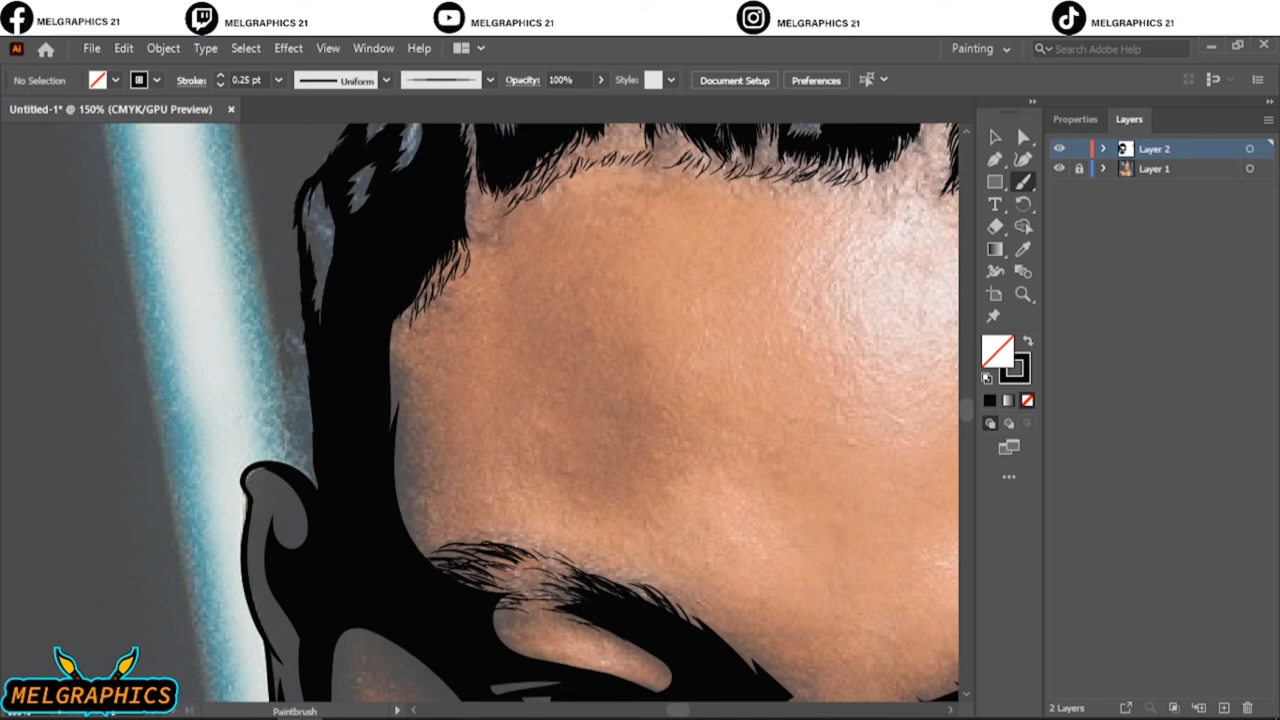 MELGRAPHICS 21
MELGRAPHICS 21
MELGRAPHICS 21
MELGRAPHICS 21
MELGRAPHICS 21
Ai File Edit Object Type Select Effect View Window Help Painting Search Adobe Help
No Selection Stroke: 0.25 pt Uniform Opacity: 100% Style: Document Setup Preferences
Untitled-1* @ 150% (CMYK/GPU Preview)
Properties Layers
Layer 2
Layer 1
MELGRAPHICS
Paintbrush
2 Layers